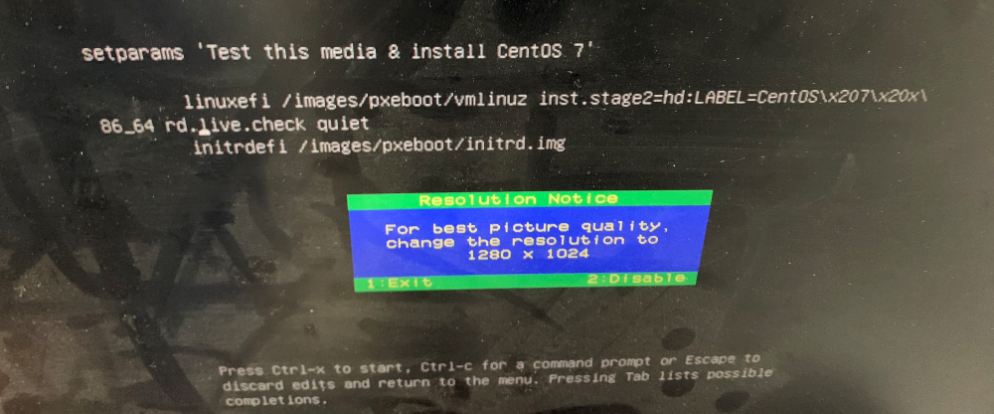 setparams 'Test this media & install CentOS 7'
linuxefi /images/pxeboot/vmlinuz inst.stage2=hd:LABEL=CentOS\x207\x20x\
86_64 rd.live.check quiet
initrdefi /images/pxeboot/initrd.img
Resolution Notice
For best picture quality,
change the resolution to
1280 x 1024
1:Exit 2:Disable
Press Ctrl-x to start, Ctrl-c for a command prompt or Escape to
discard edits and return to the menu. Pressing Tab lists possible
completions.